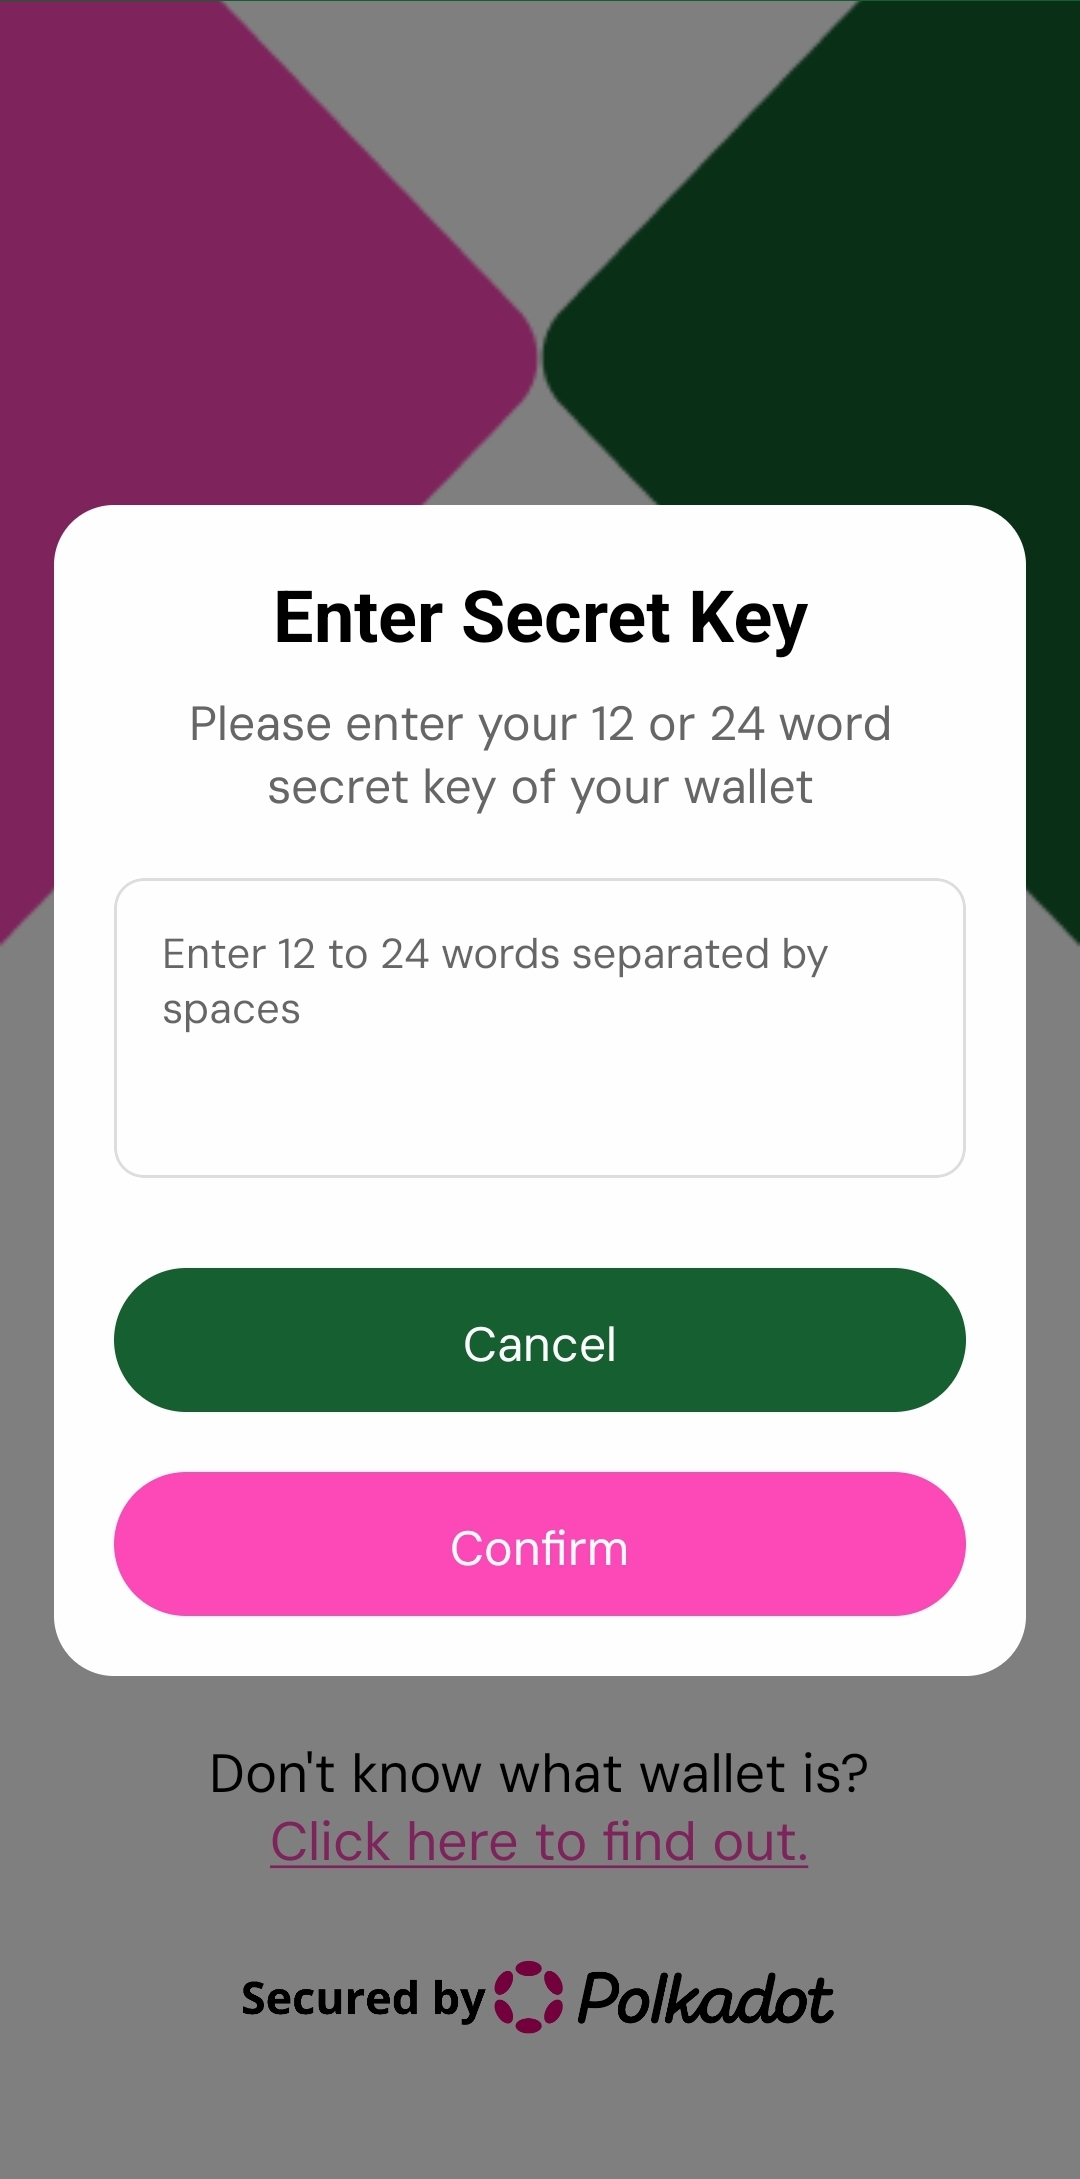 Enter Secret Key
Please enter your 12 or 24 word
secret key of your wallet
Enter 12 to 24 words separated by
spaces
Cancel
Confirm
Don't know what wallet is?
Click here to find out.
Secured by Polkadot